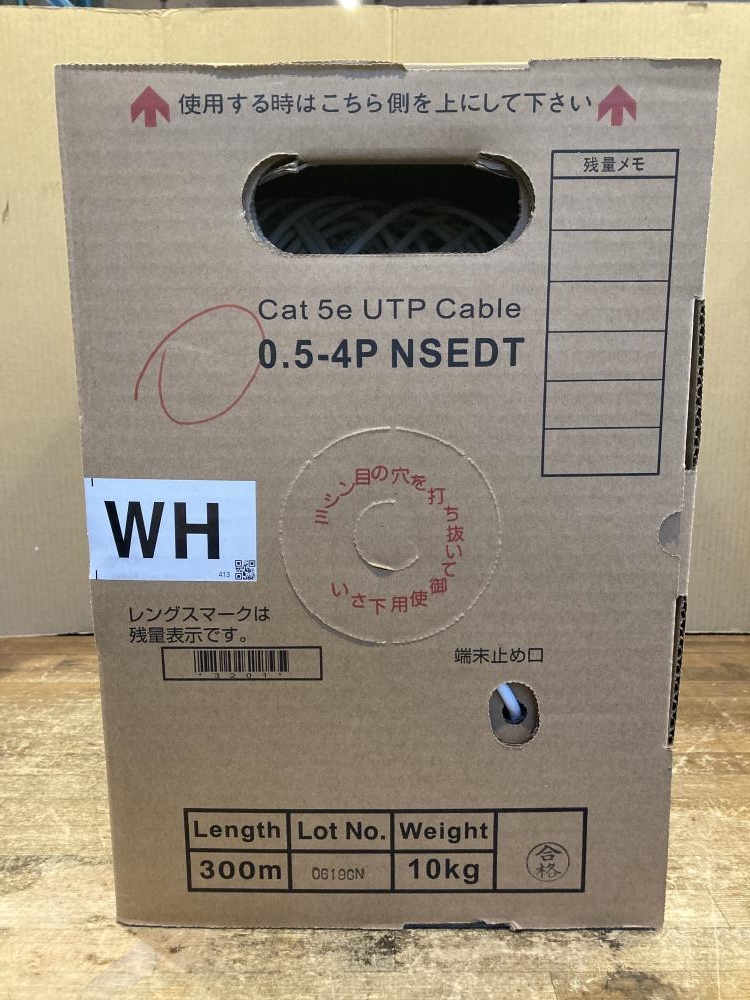 使用する時はこちら側を上にして下さい
残量メモ
Cat 5e UTP Cable
0.5-4P NSEDT
ミシン目の穴を打ち抜いて御使用下さい
WH
413
レングスマークは
残量表示です。
*3201*
端末止め口
Length Lot No. Weight
300m 0619GN 10kg
合格